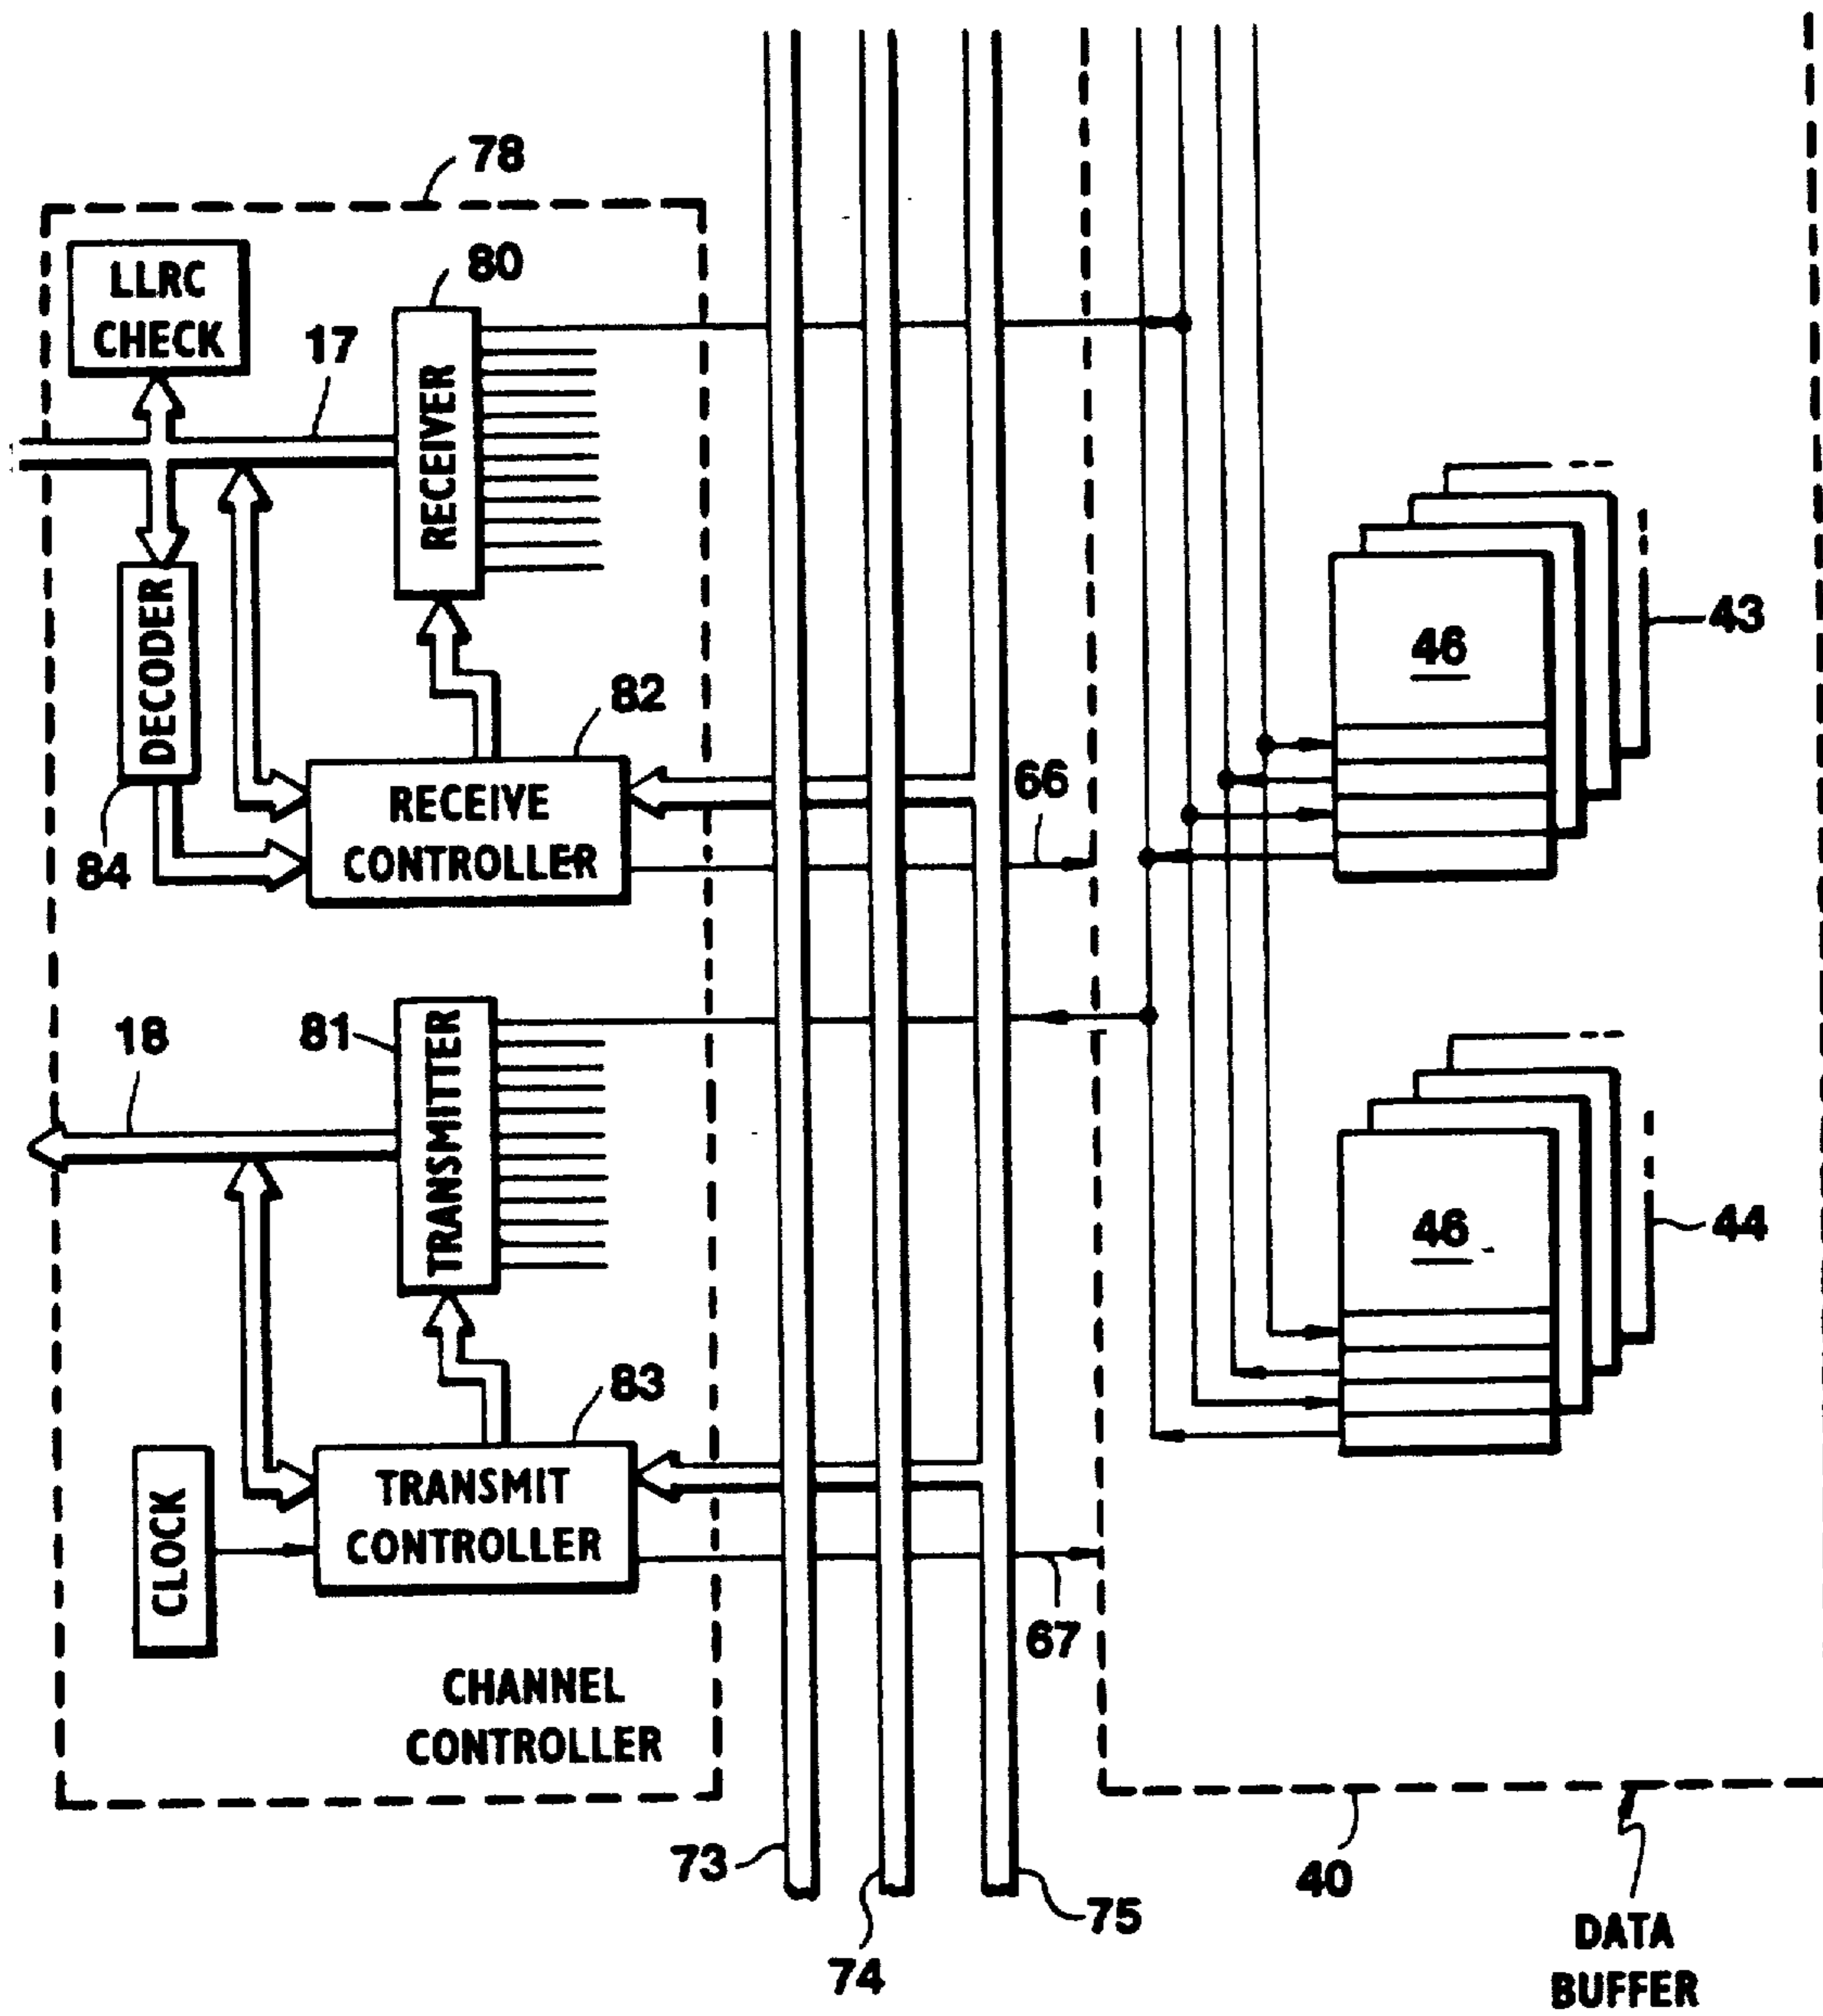 78
80
LLRC
CHECK
17
RECEIVER
DECODER
43
46
82
66
RECEIVE
CONTROLLER
84
18
81
TRANSMITTER
46
44
83
CLOCK
TRANSMIT
CONTROLLER
67
CHANNEL
CONTROLLER
73
40
75
74
DATA
BUFFER